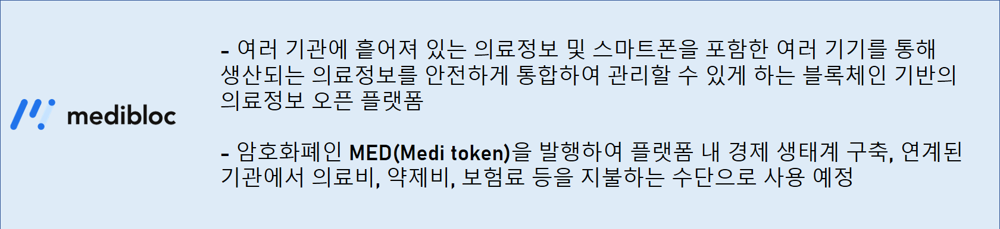 medibloc
- 여러 기관에 흩어져 있는 의료정보 및 스마트폰을 포함한 여러 기기를 통해
생산되는 의료정보를 안전하게 통합하여 관리할 수 있게 하는 블록체인 기반의
의료정보 오픈 플랫폼
- 암호화폐인 MED(Medi token)을 발행하여 플랫폼 내 경제 생태계 구축, 연계된
기관에서 의료비, 약제비, 보험료 등을 지불하는 수단으로 사용 예정